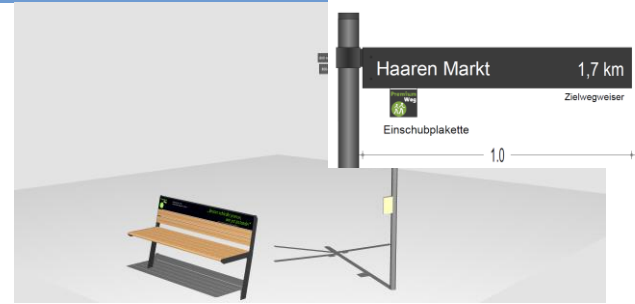 Haaren Markt 1,7 km
Premium
Weg
Zielwegweiser
Einschubplakette
1.0